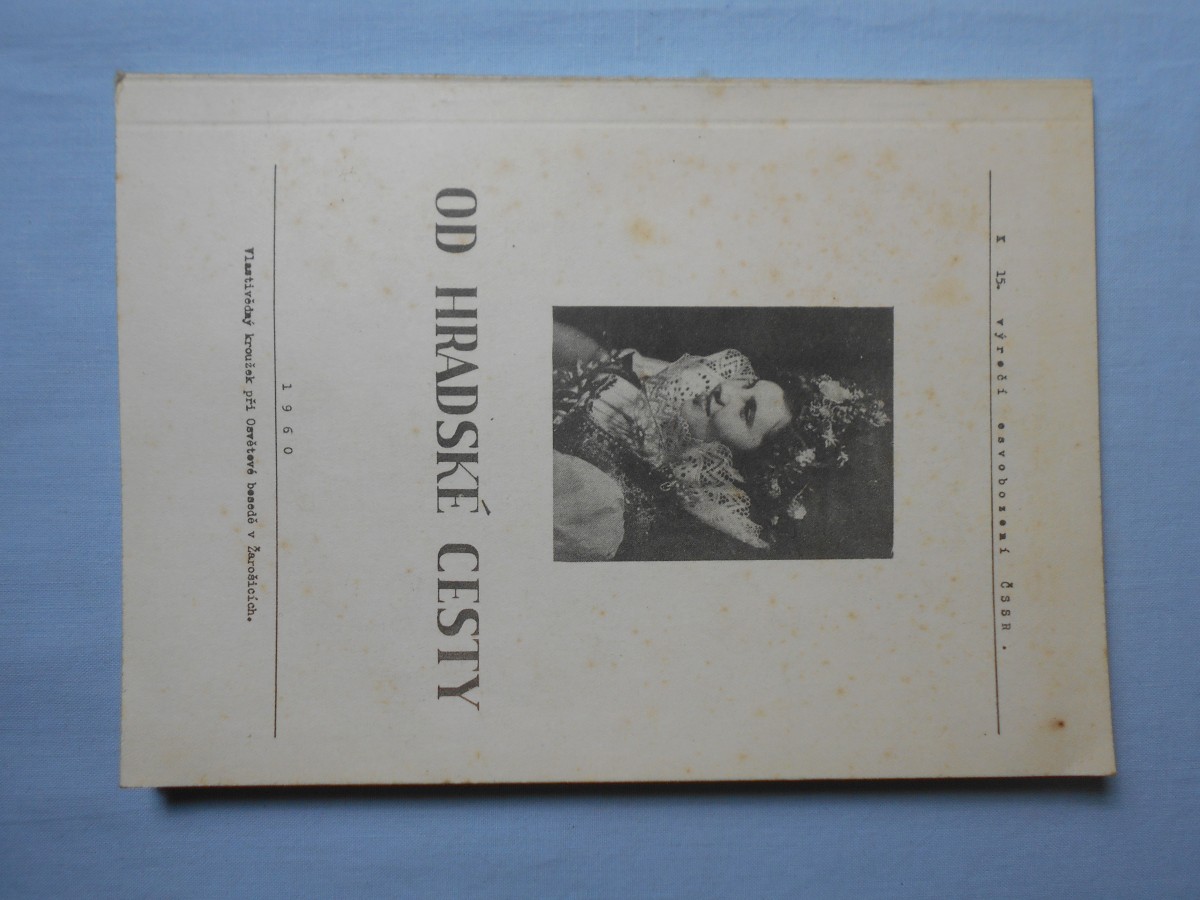 K 15. výročí osvobození ČSSR.
OD HRADSKÉ CESTY
1960
Vlastivědný kroužek při Osvětové besedě v Žarošicích.